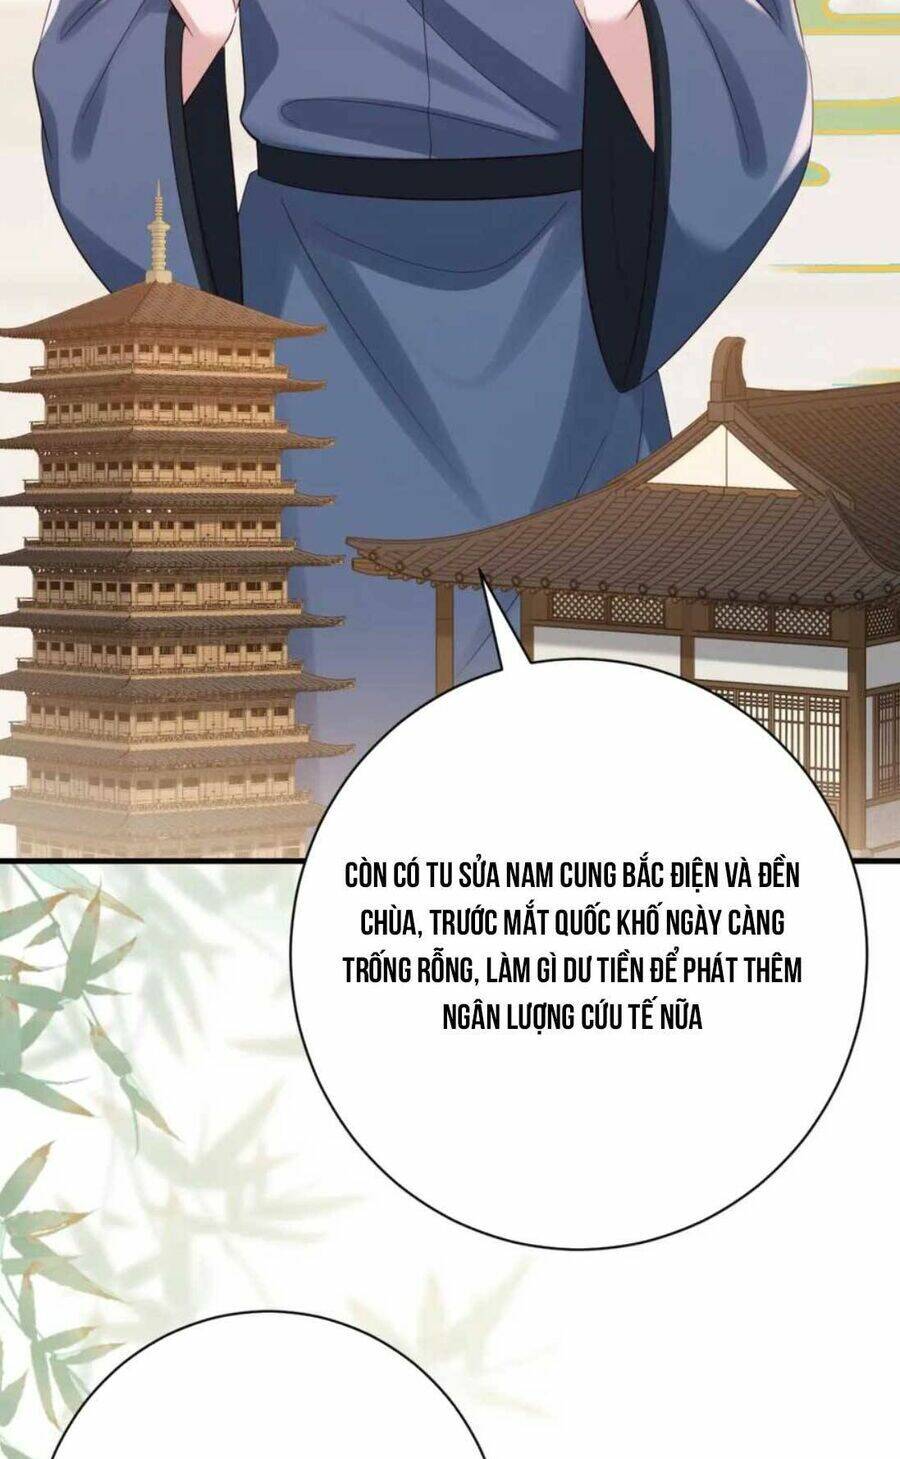 CÒN CÓ TU SỬA NAM CUNG BẮC ĐIỆN VÀ ĐỀN
CHÙA, TRƯỚC MẮT QUỐC KHỐ NGÀY CÀNG
TRỐNG RỖNG, LÀM GÌ DƯ TIỀN ĐỂ PHÁT THÊM
NGÂN LƯỢNG CỨU TẾ NỮA